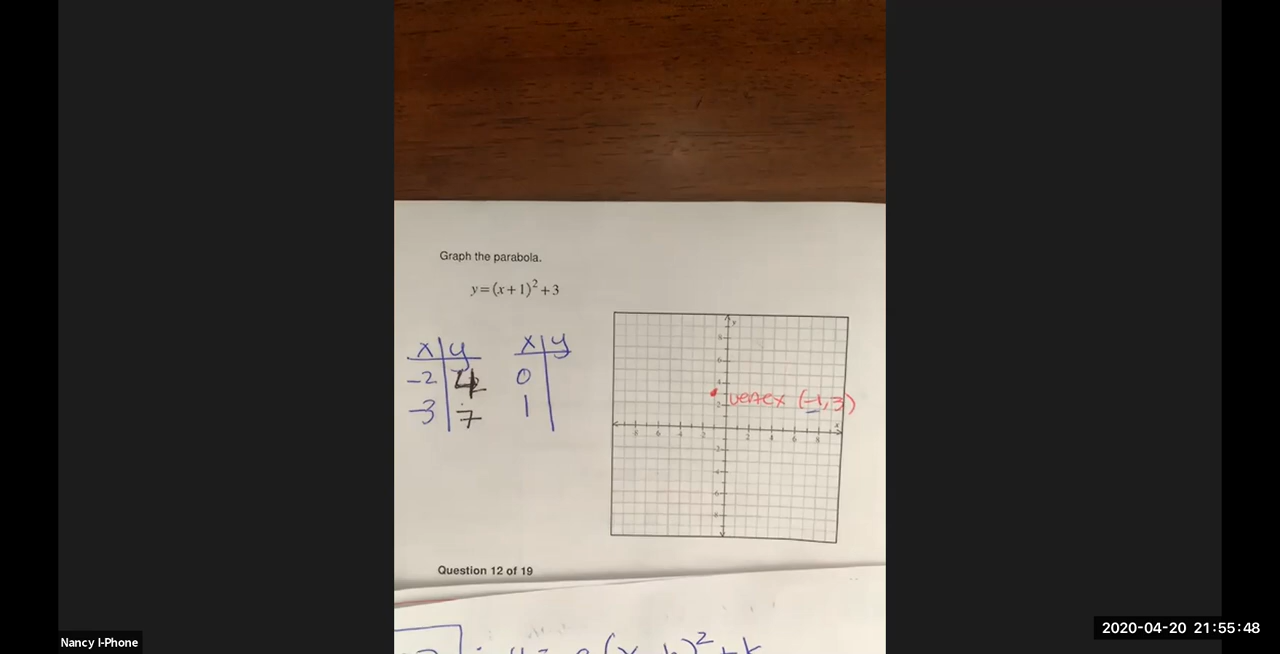 Graph the parabola.
y=(x+1)²+3
x y
-2 4
-3 7
x y
0
1
y
vertex (-1,3)
x
Question 12 of 19
Nancy I-Phone
2020-04-20 21:55:48